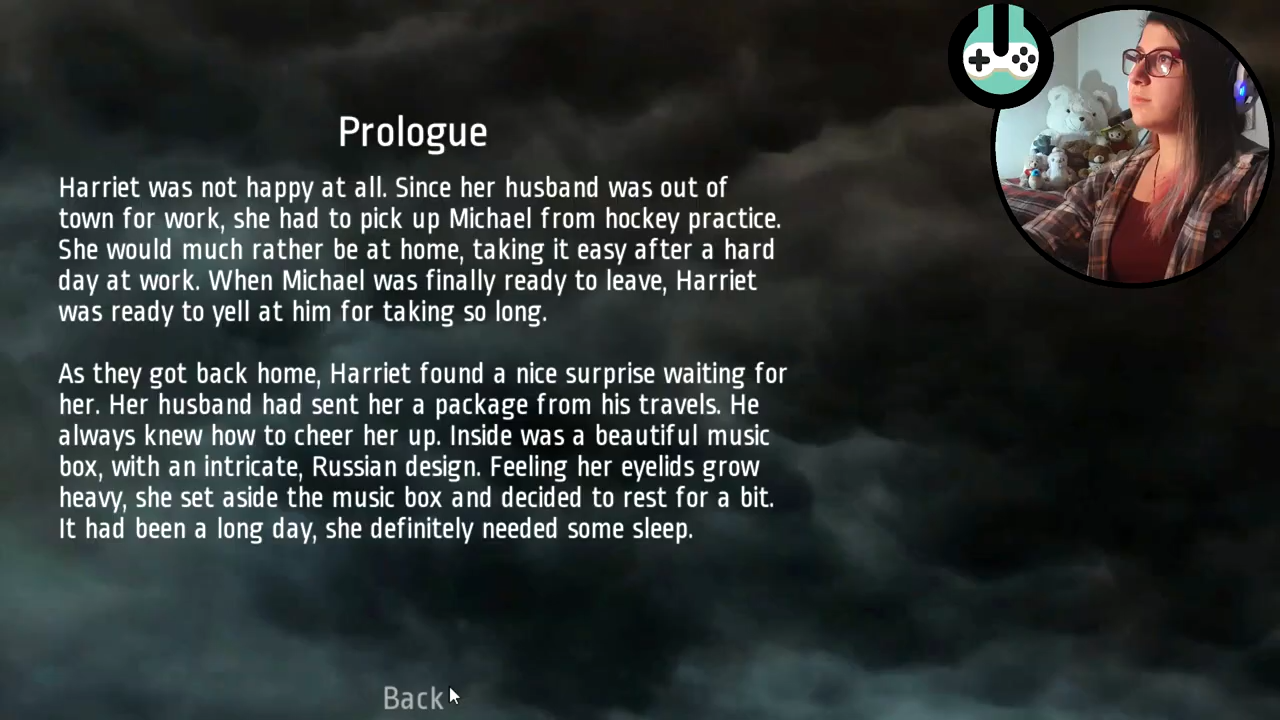 Prologue
Harriet was not happy at all. Since her husband was out of
town for work, she had to pick up Michael from hockey practice.
She would much rather be at home, taking it easy after a hard
day at work. When Michael was finally ready to leave, Harriet
was ready to yell at him for taking so long.
As they got back home, Harriet found a nice surprise waiting for
her. Her husband had sent her a package from his travels. He
always knew how to cheer her up. Inside was a beautiful music
box, with an intricate, Russian design. Feeling her eyelids grow
heavy, she set aside the music box and decided to rest for a bit.
It had been a long day, she definitely needed some sleep.
Back